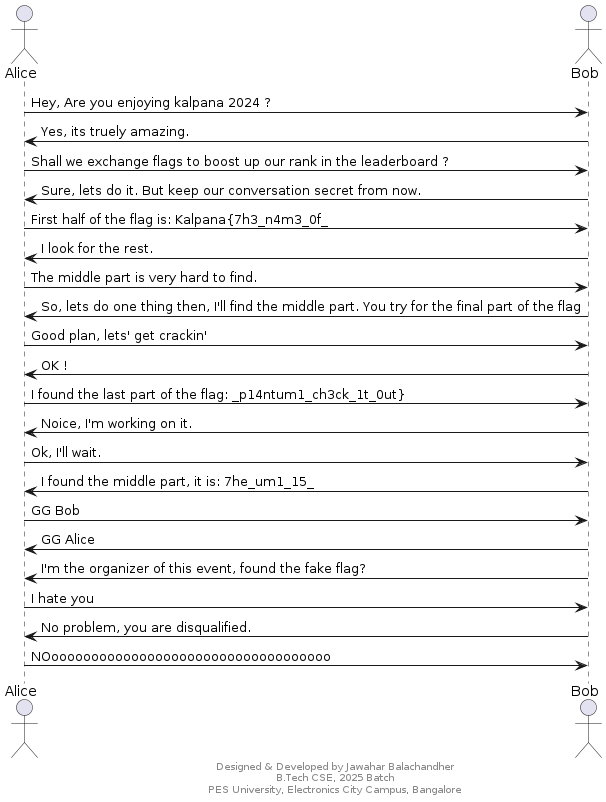 Alice Bob
Hey, Are you enjoying kalpana 2024 ?
Yes, its truely amazing.
Shall we exchange flags to boost up our rank in the leaderboard ?
Sure, lets do it. But keep our conversation secret from now.
First half of the flag is: Kalpana{7h3_n4m3_0f_
I look for the rest.
The middle part is very hard to find.
So, lets do one thing then, I'll find the middle part. You try for the final part of the flag
Good plan, lets' get crackin'
OK !
I found the last part of the flag: _p14ntum1_ch3ck_1t_0ut}
Noice, I'm working on it.
Ok, I'll wait.
I found the middle part, it is: 7he_um1_15_
GG Bob
GG Alice
I'm the organizer of this event, found the fake flag?
I hate you
No problem, you are disqualified.
NOooooooooooooooooooooooooooooooooooo
Alice Bob
Designed & Developed by Jawahar Balachandher
B.Tech CSE, 2025 Batch
PES University, Electronics City Campus, Bangalore